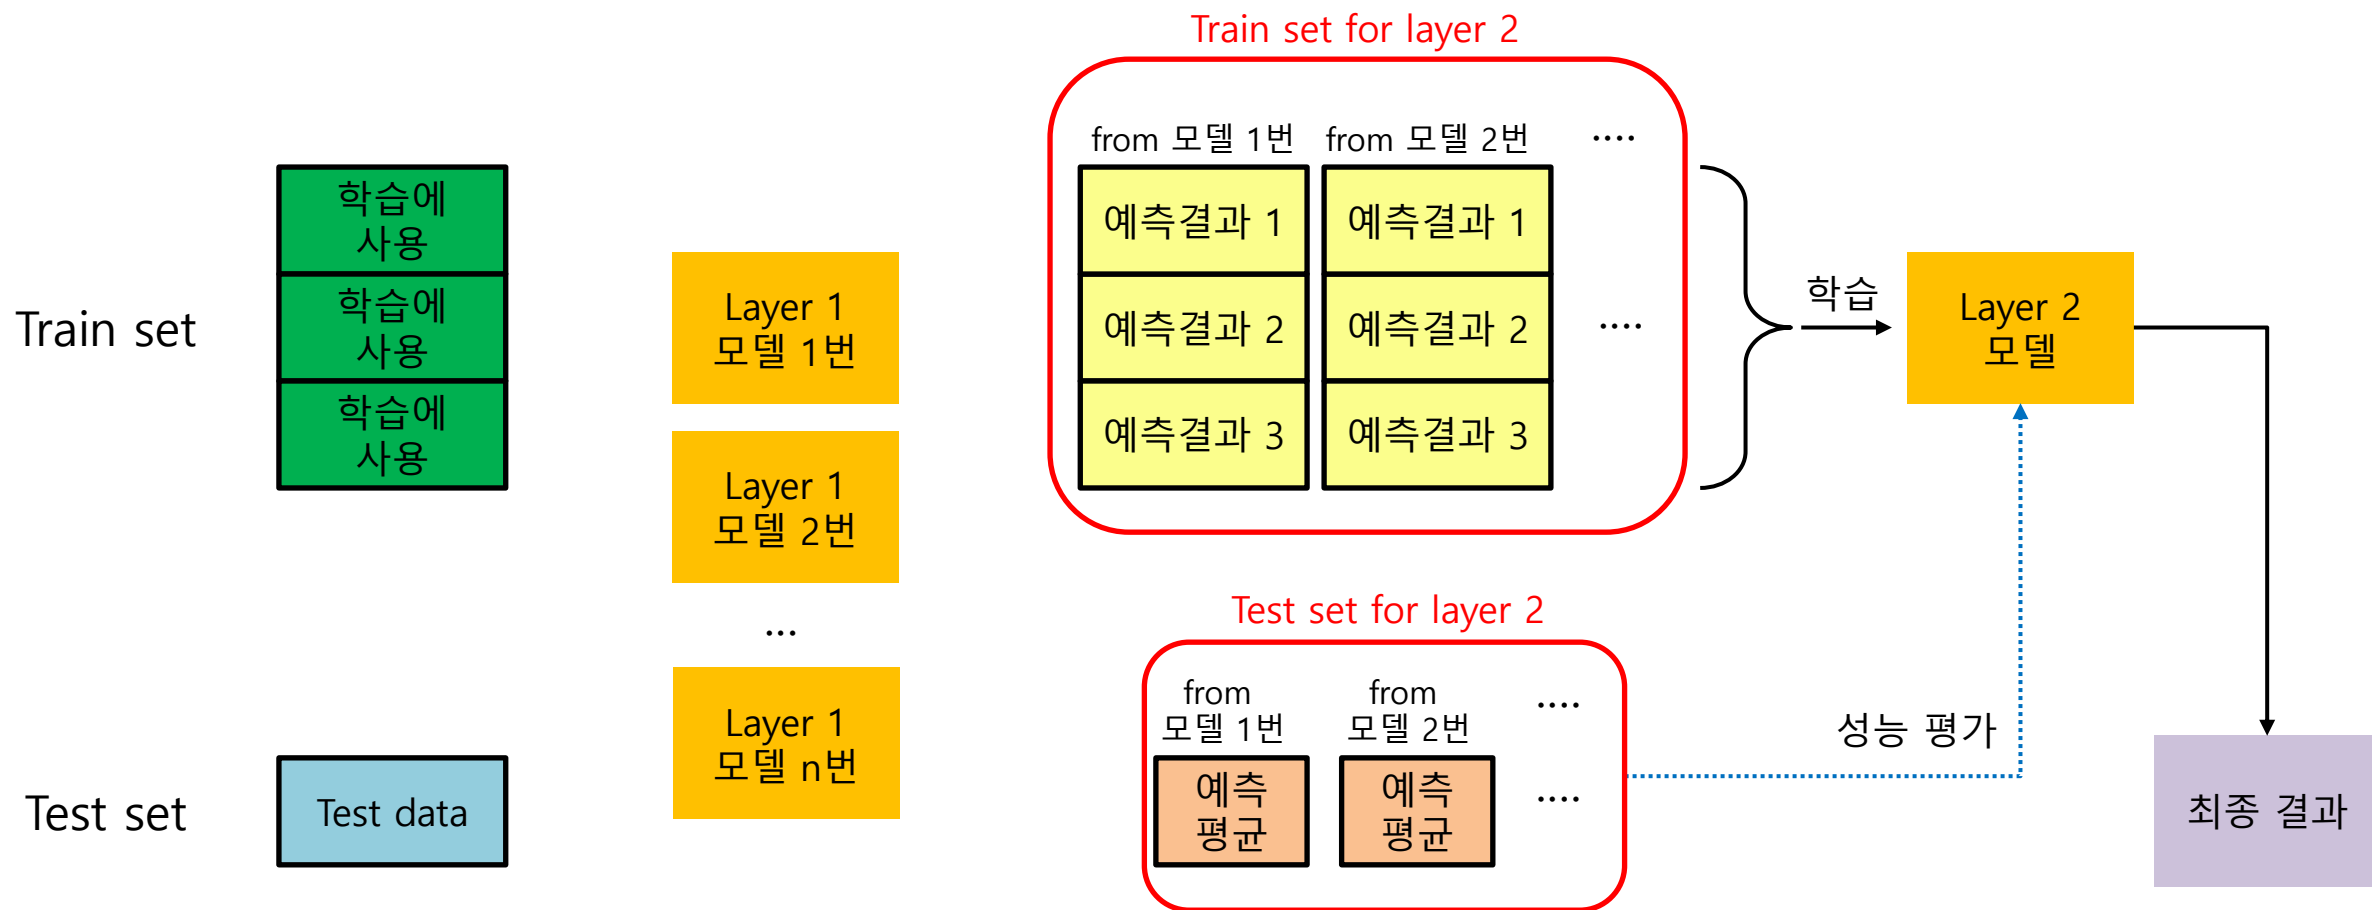 Train set for layer 2
from 모델 1번 from 모델 2번 ....
학습에
사용
학습에
사용
학습에
사용
Train set
Layer 1
모델 1번
Layer 1
모델 2번
...
Layer 1
모델 n번
예측결과 1 예측결과 1
예측결과 2 예측결과 2 ....
예측결과 3 예측결과 3
학습
Layer 2
모델
Test set for layer 2
from
모델 1번
from
모델 2번
....
예측
평균
예측
평균
....
성능 평가
최종 결과
Test set
Test data